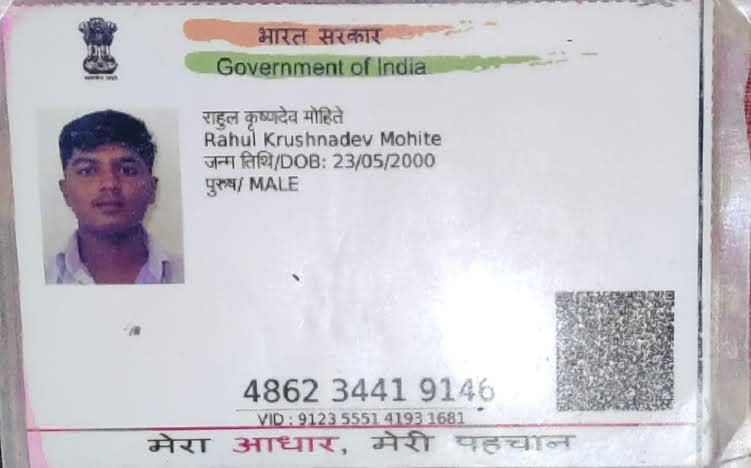 भारत सरकार
Government of India
राहुल कृष्णदेव मोहिते
Rahul Krushnadev Mohite
जन्म तिथि/DOB: 23/05/2000
पुरुष/ MALE
4862 3441 9146
VID : 9123 5551 4193 1681
मेरा आधार, मेरी पहचान